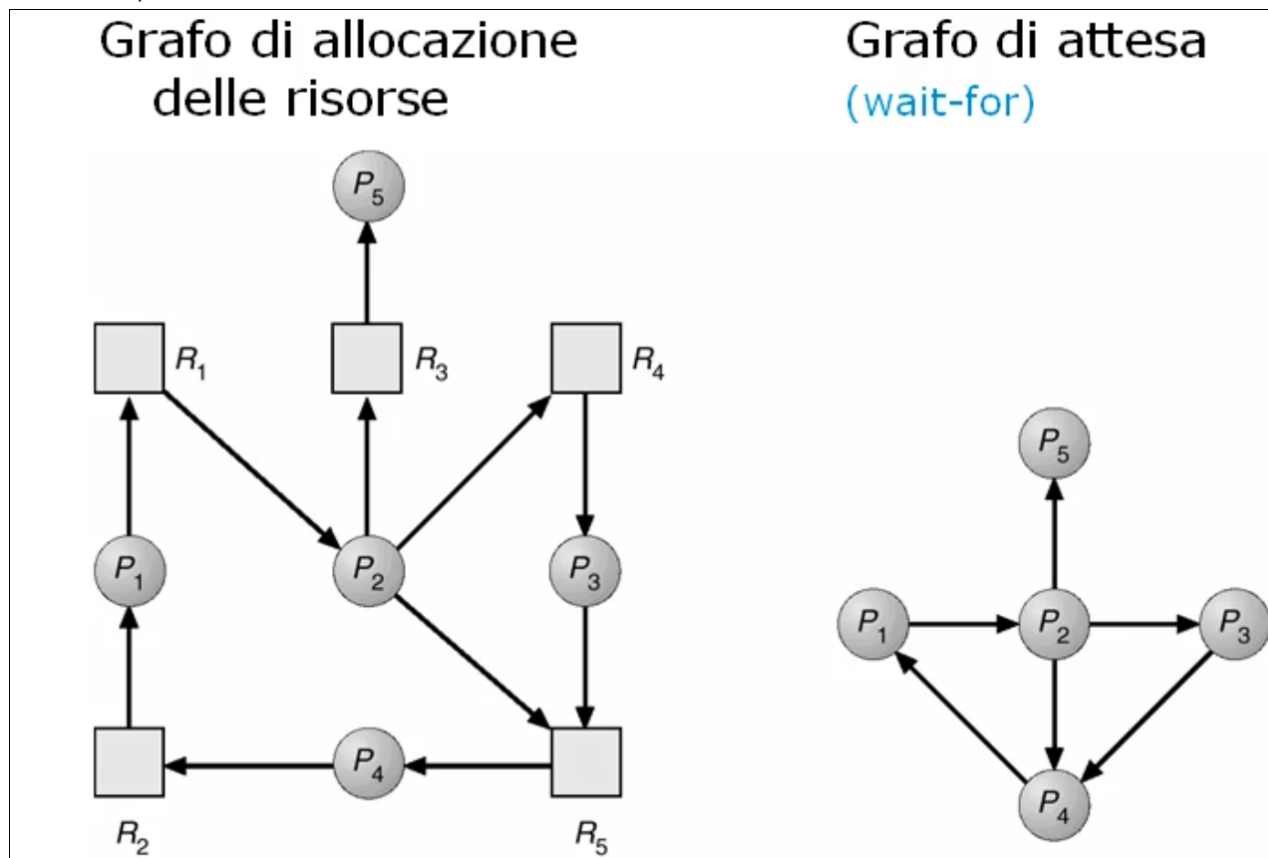 Grafo di allocazione
delle risorse
P5
R1
R3
R4
P1
P2
P3
P4
R2
R5
Grafo di attesa
(wait-for)
P5
P1
P2
P3
P4